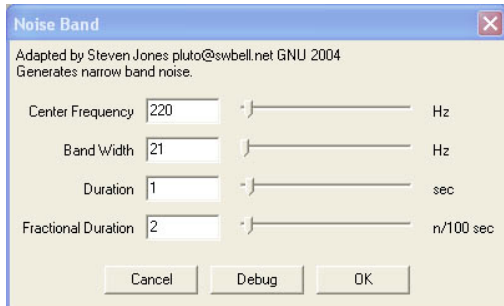 Noise Band
Adapted by Steven Jones pluto@swbell.net GNU 2004
Generates narrow band noise.
Center Frequency 220 Hz
Band Width 21 Hz
Duration 1 sec
Fractional Duration 2 n/100 sec
Cancel Debug OK